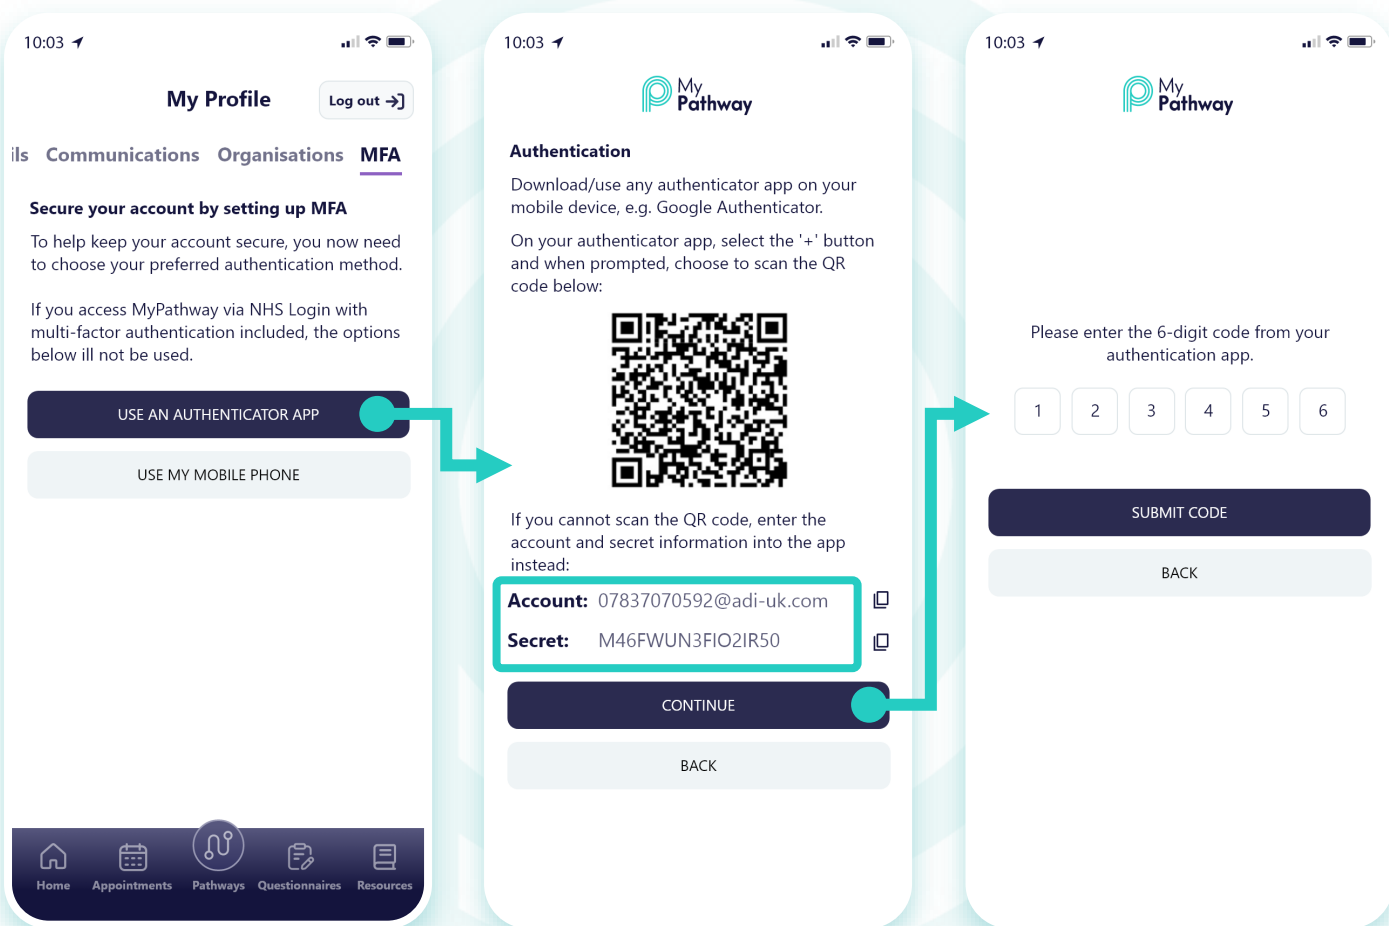 10:03
My Profile
Log out
ils Communications Organisations MFA
Secure your account by setting up MFA
To help keep your account secure, you now need
to choose your preferred authentication method.
If you access MyPathway via NHS Login with
multi-factor authentication included, the options
below ill not be used.
USE AN AUTHENTICATOR APP
USE MY MOBILE PHONE
Home Appointments Pathways Questionnaires Resources
10:03
My
Pathway
Authentication
Download/use any authenticator app on your
mobile device, e.g. Google Authenticator.
On your authenticator app, select the '+' button
and when prompted, choose to scan the QR
code below:
If you cannot scan the QR code, enter the
account and secret information into the app
instead:
Account: 07837070592@adi-uk.com
Secret: M46FWUN3FIO2IR50
CONTINUE
BACK
10:03
My
Pathway
Please enter the 6-digit code from your
authentication app.
1 2 3 4 5 6
SUBMIT CODE
BACK